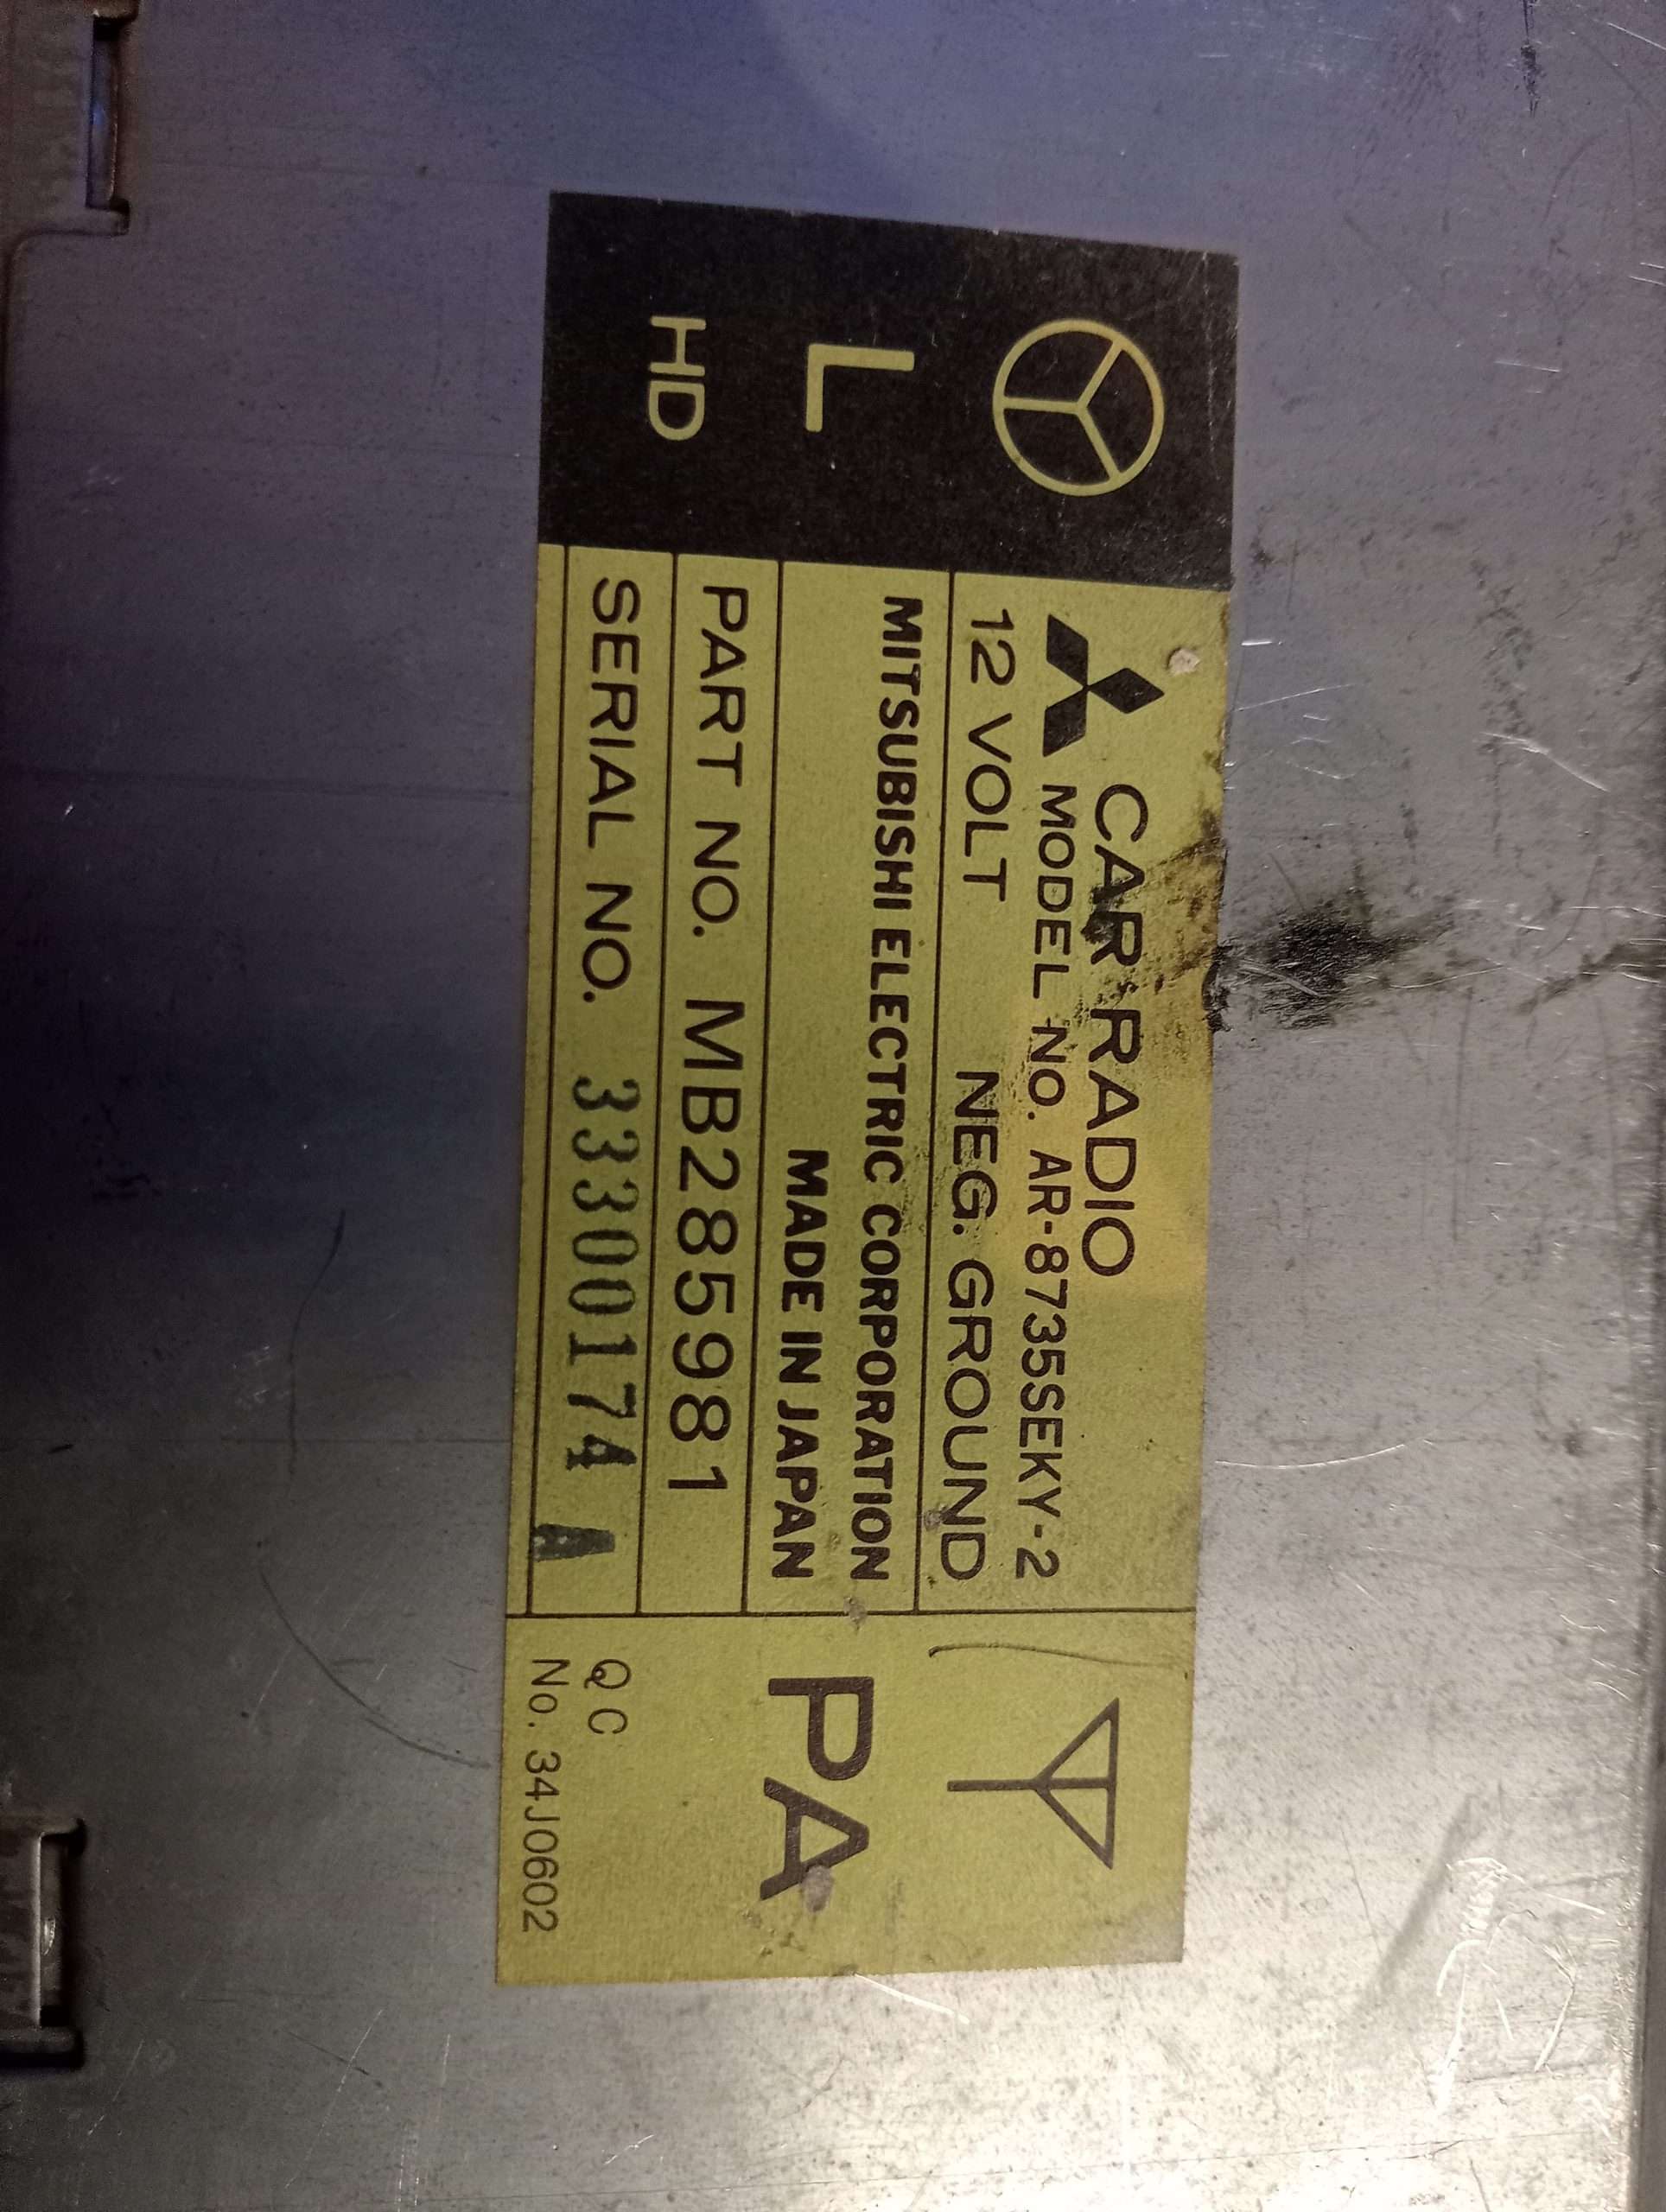 L
HD
CAR RADIO
MODEL NO. AR-8735SEKY-2
12 VOLT NEG. GROUND
MITSUBISHI ELECTRIC CORPORATION
MADE IN JAPAN
PART NO. MB285981
SERIAL NO. 33300174 A
PA
QC
No. 34J0602